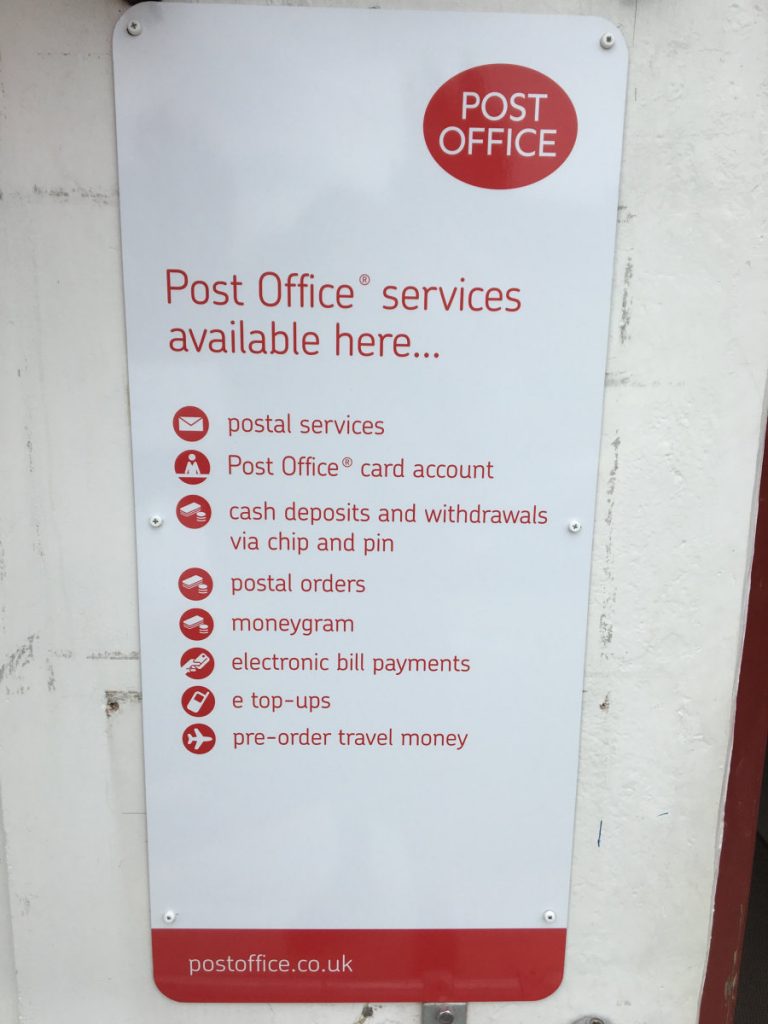 POST
OFFICE
Post Office® services
available here...
postal services
Post Office® card account
cash deposits and withdrawals
via chip and pin
postal orders
moneygram
electronic bill payments
e top-ups
pre-order travel money
postoffice.co.uk